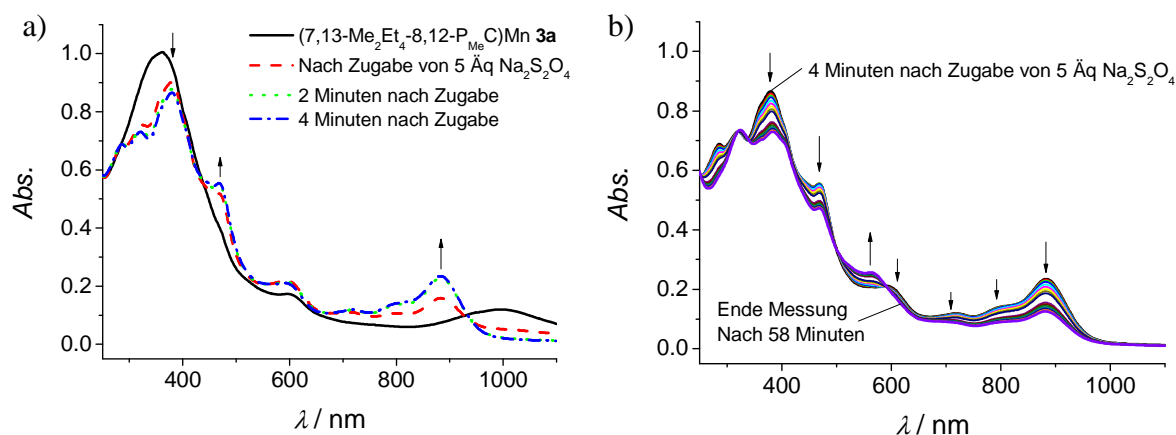 a)
(7,13-Me₂Et₄-8,12-P_MeC)Mn 3a
Nach Zugabe von 5 Äq Na₂S₂O₄
2 Minuten nach Zugabe
4 Minuten nach Zugabe
1.0
0.8
0.6
0.4
0.2
0.0
Abs.
400
600
800
1000
λ / nm
b)
4 Minuten nach Zugabe von 5 Äq Na₂S₂O₄
Ende Messung
Nach 58 Minuten
1.0
0.8
0.6
0.4
0.2
0.0
Abs.
400
600
800
1000
λ / nm